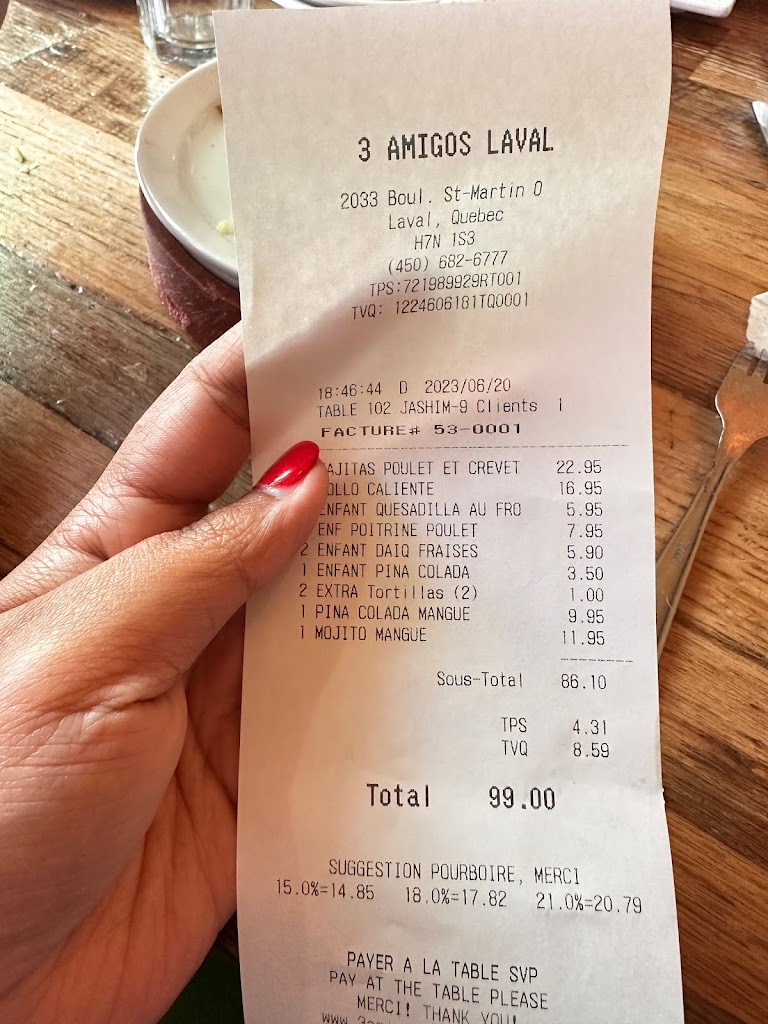 3 AMIGOS LAVAL
2033 Boul. St-Martin O
Laval, Quebec
H7N 1S3
(450) 682-6777
TPS:721989929RT001
TVQ: 1224606181TQ0001
18:46:44 D 2023/06/20
TABLE 102 JASHIM-9 Clients 1
FACTURE# 53-0001
AJITAS POULET ET CREVET 22.95
OLLO CALIENTE 16.95
ENFANT QUESADILLA AU FRO 5.95
ENF POITRINE POULET 7.95
2 ENFANT DAIQ FRAISES 5.90
1 ENFANT PINA COLADA 3.50
2 EXTRA Tortillas (2) 1.00
1 PINA COLADA MANGUE 9.95
1 MOJITO MANGUE 11.95
Sous-Total 86.10
TPS 4.31
TVQ 8.59
Total 99.00
SUGGESTION POURBOIRE, MERCI
15.0%=14.85 18.0%=17.82 21.0%=20.79
PAYER A LA TABLE SVP
PAY AT THE TABLE PLEASE
MERCI! THANK YOU!